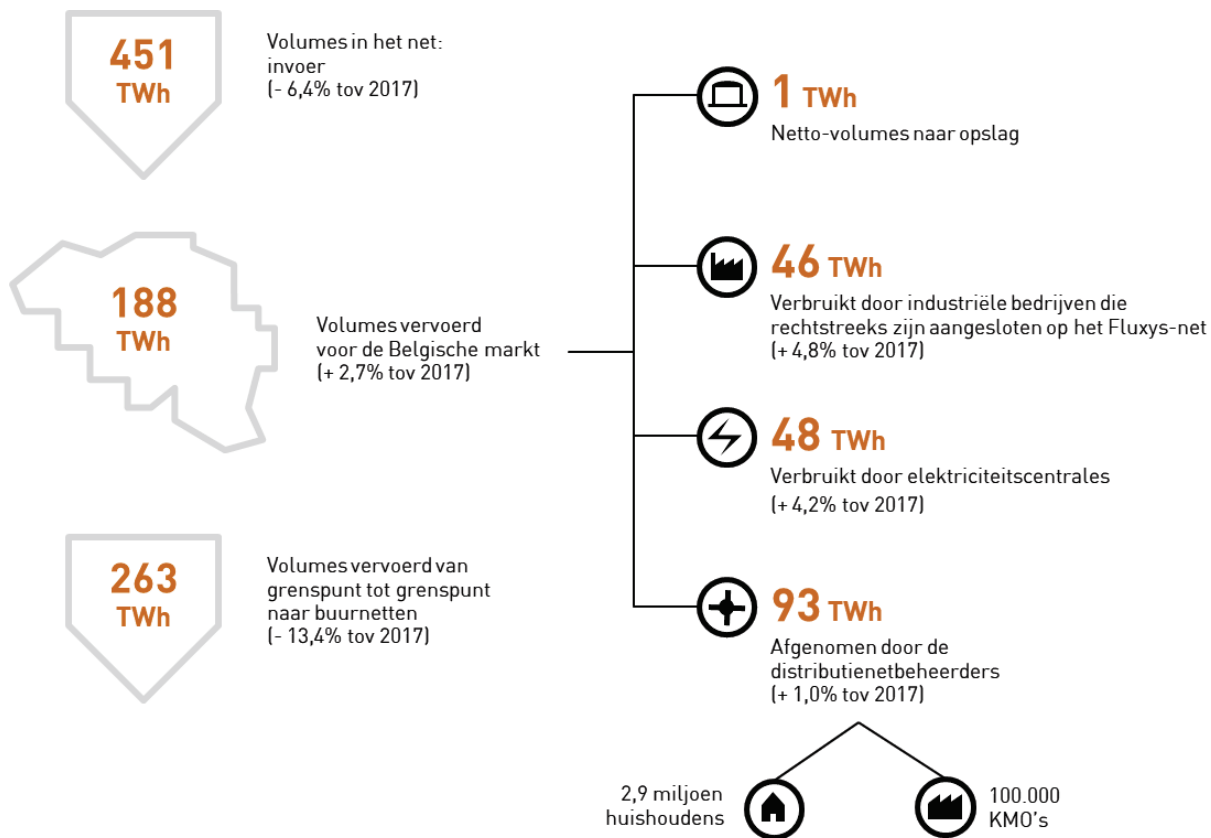 451
TWh
Volumes in het net:
invoer
(- 6,4% tov 2017)
188
TWh
Volumes vervoerd
voor de Belgische markt
(+ 2,7% tov 2017)
263
TWh
Volumes vervoerd van
grenspunt tot grenspunt
naar buurnetten
(- 13,4% tov 2017)
1 TWh
Netto-volumes naar opslag
46 TWh
Verbruikt door industriële bedrijven die
rechtstreeks zijn aangesloten op het Fluxys-net
(+ 4,8% tov 2017)
48 TWh
Verbruikt door elektriciteitscentrales
(+ 4,2% tov 2017)
93 TWh
Afgenomen door de
distributienetbeheerders
(+ 1,0% tov 2017)
2,9 miljoen
huishoudens
100.000
KMO's